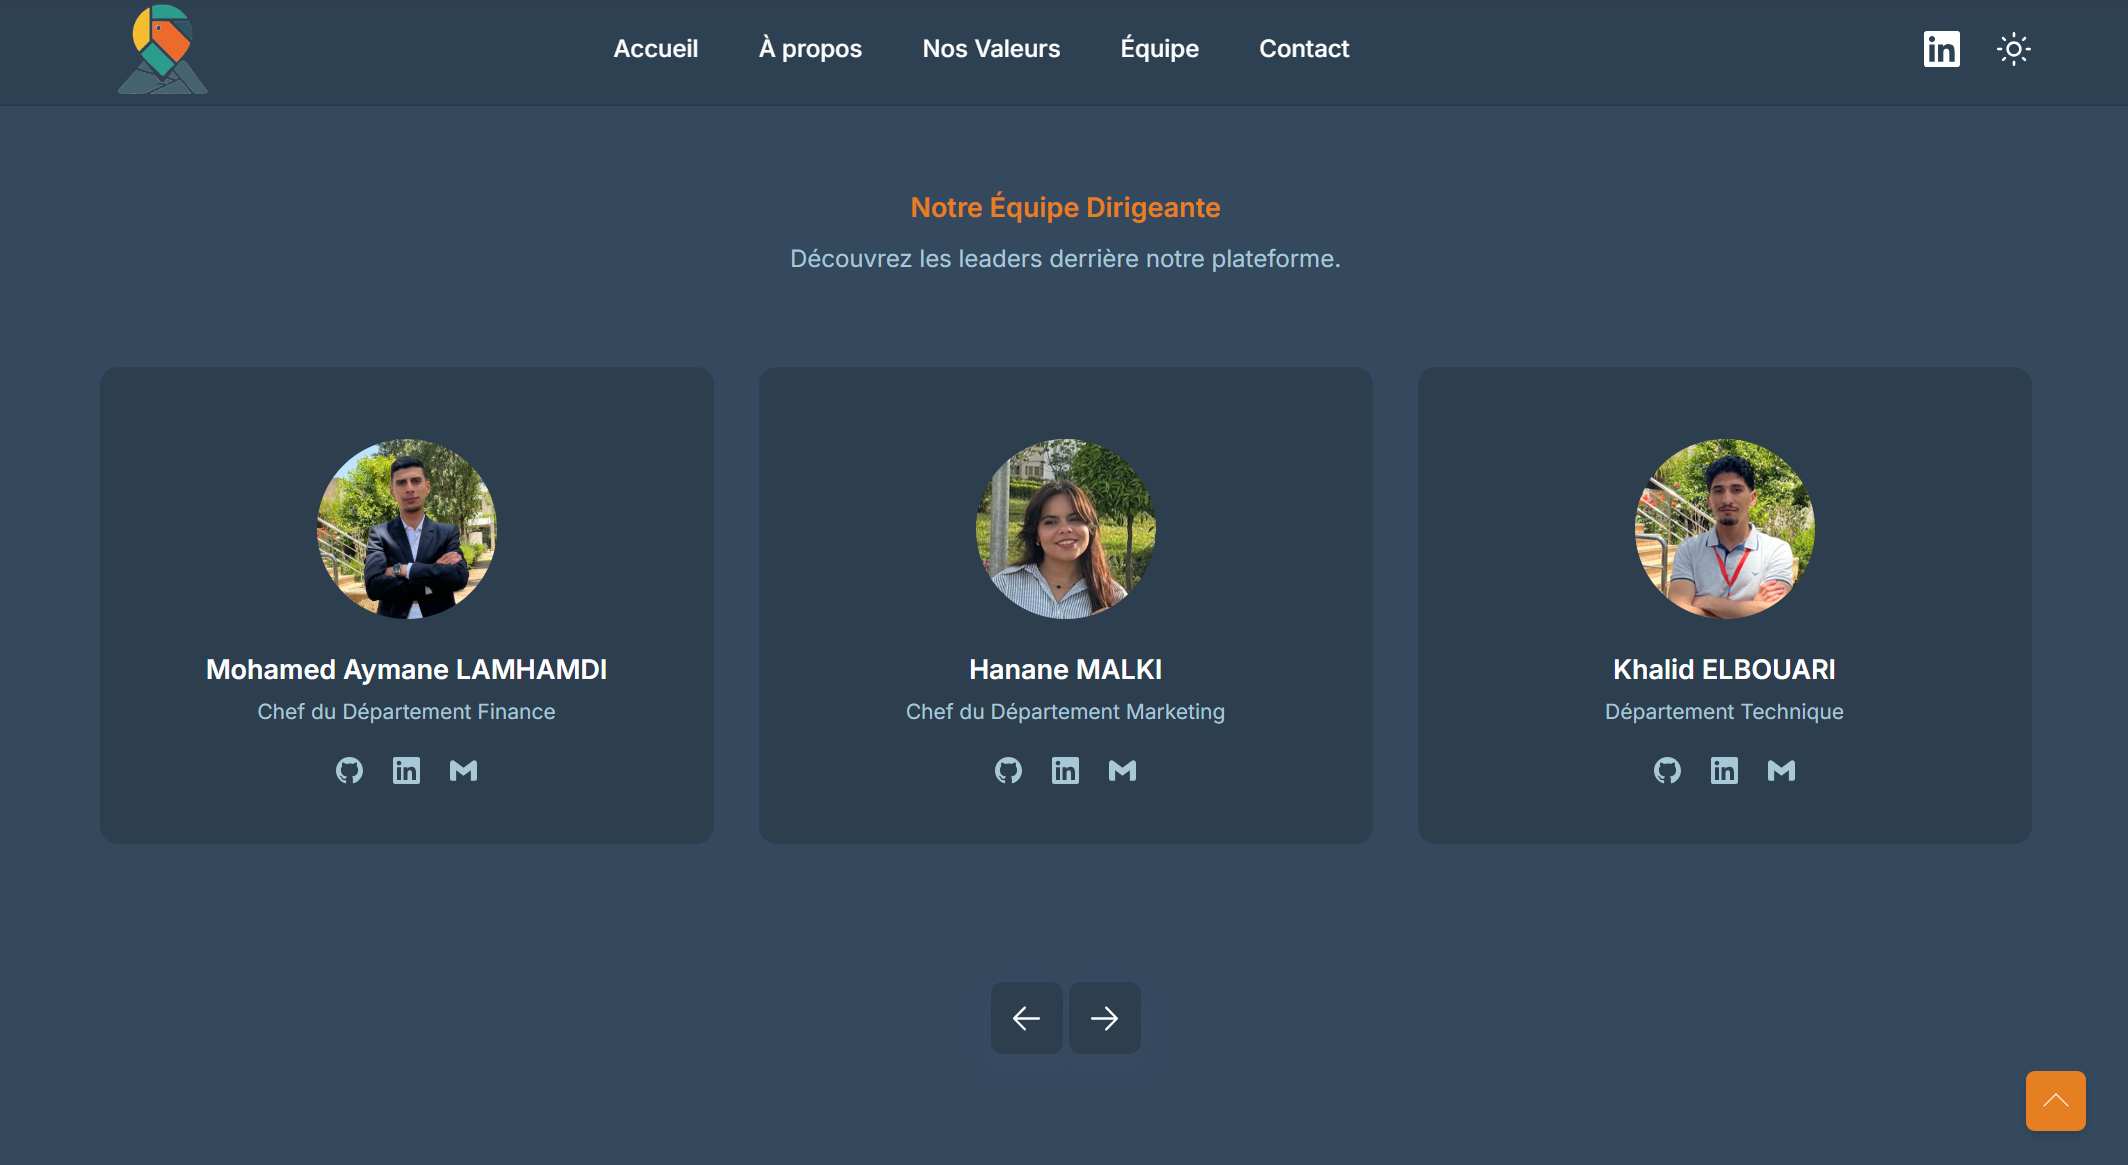 Accueil
À propos
Nos Valeurs
Équipe
Contact
Notre Équipe Dirigeante
Découvrez les leaders derrière notre plateforme.
Mohamed Aymane LAMHAMDI
Chef du Département Finance
Hanane MALKI
Chef du Département Marketing
Khalid ELBOUARI
Département Technique